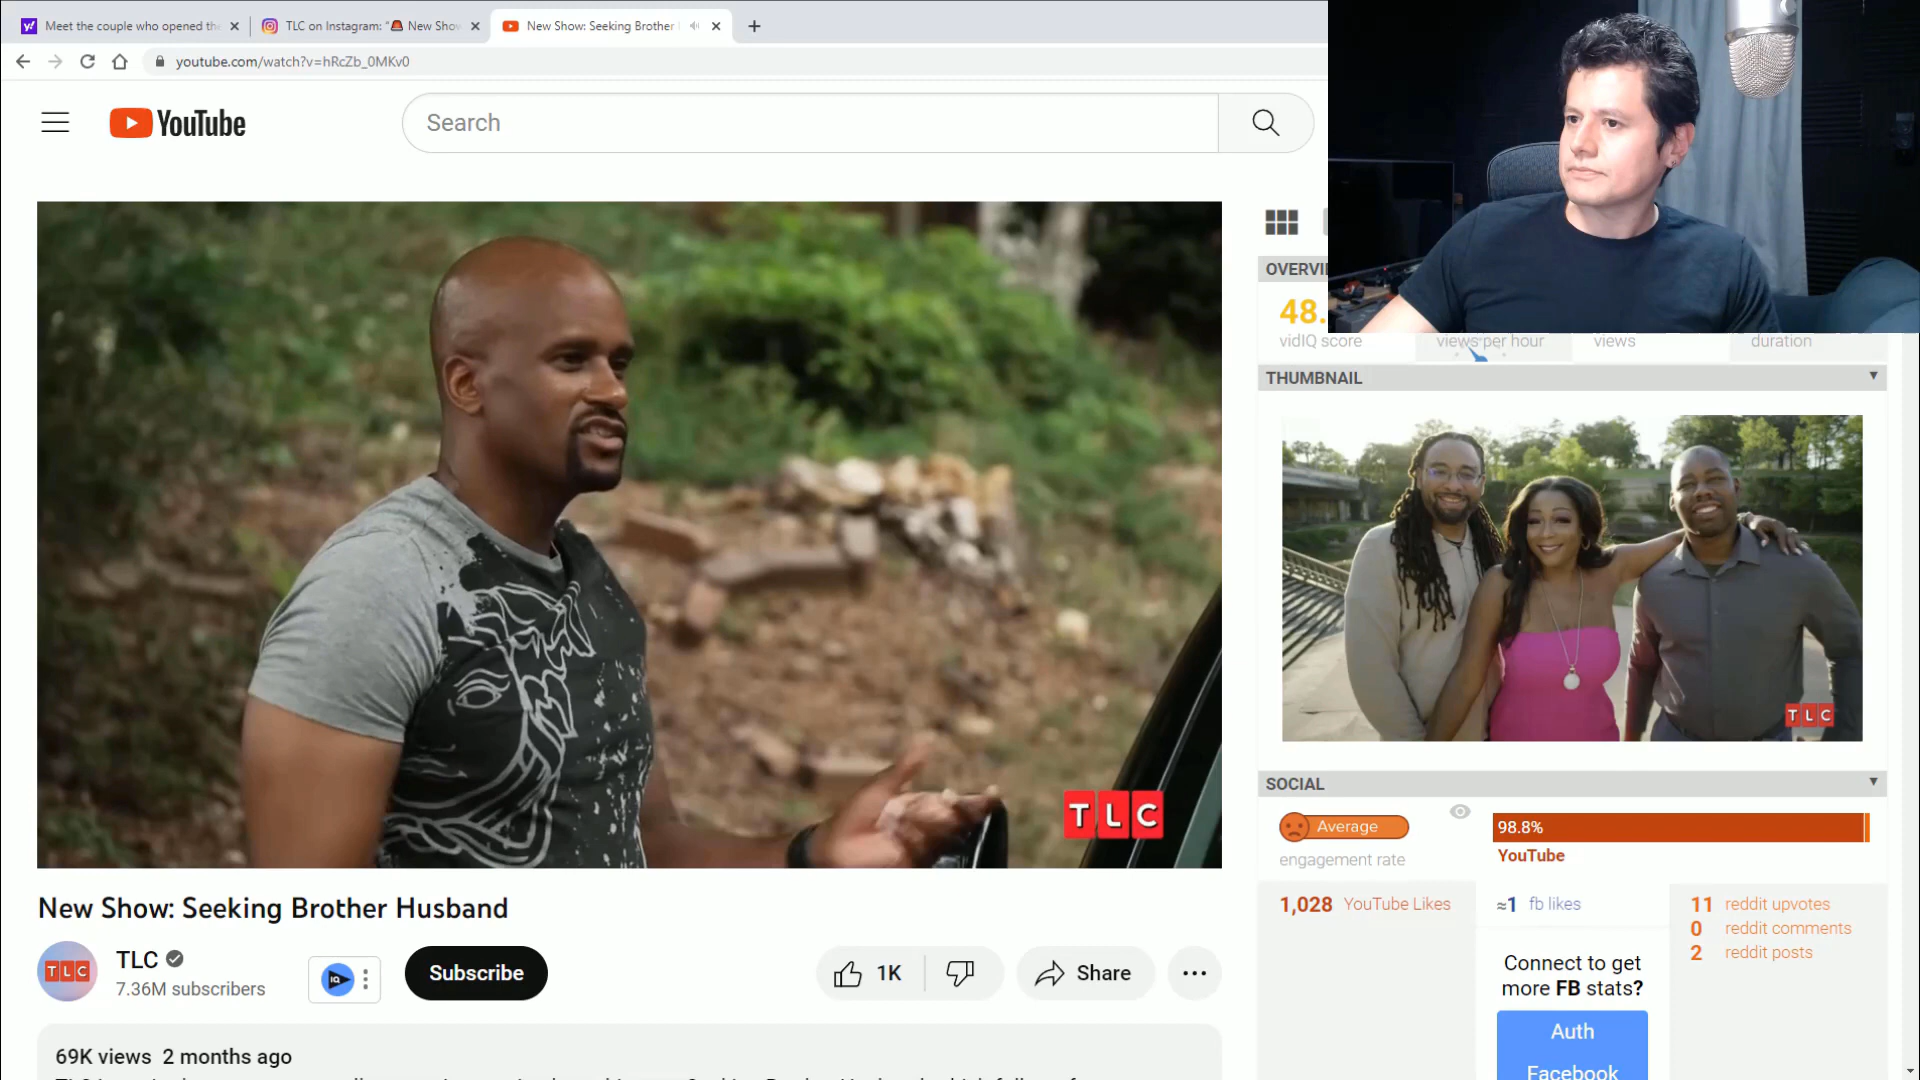 Meet the couple who opened the
TLC on Instagram: "🚨 New Show
New Show: Seeking Brother
youtube.com/watch?v=hRcZb_0MKv0
YouTube
Search
OVERVI
48.
vidIQ score
views per hour
views
duration
THUMBNAIL
TLC
TLC
SOCIAL
Average
engagement rate
98.8%
YouTube
1,028 YouTube Likes
≈1 fb likes
11 reddit upvotes
0 reddit comments
2 reddit posts
Connect to get
more FB stats?
Auth
Facebook
New Show: Seeking Brother Husband
TLC
TLC
7.36M subscribers
IQ
Subscribe
1K
Share
69K views 2 months ago